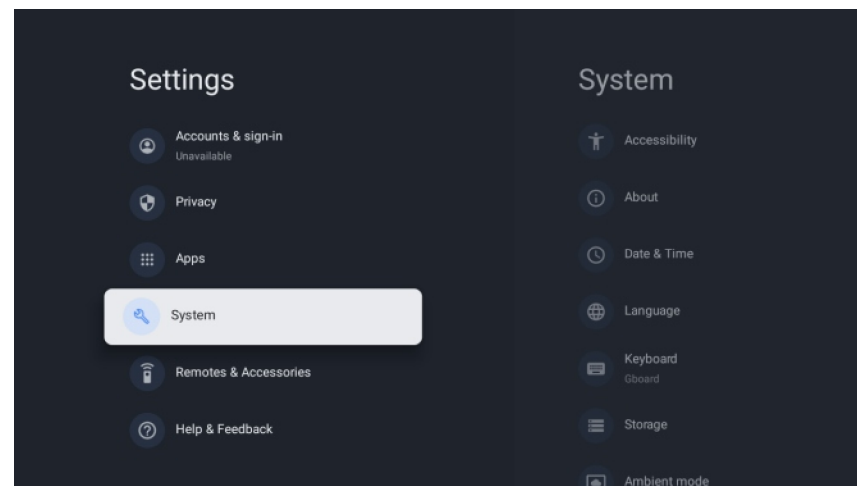 Settings
Accounts & sign-in
Unavailable
Privacy
Apps
System
Remotes & Accessories
Help & Feedback
System
Accessibility
About
Date & Time
Language
Keyboard
Gboard
Storage
Ambient mode